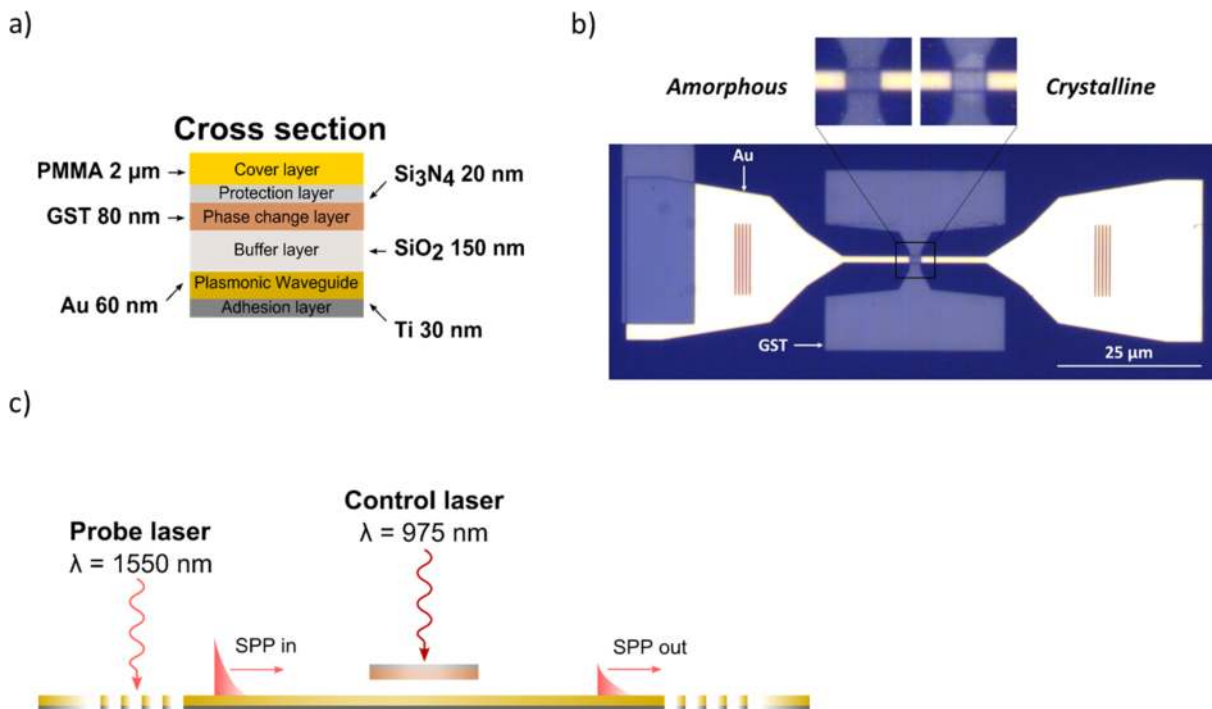 a)
Cross section
PMMA 2 µm
Cover layer
Si3N4 20 nm
Protection layer
GST 80 nm
Phase change layer
Buffer layer
SiO2 150 nm
Plasmonic Waveguide
Au 60 nm
Adhesion layer
Ti 30 nm
b)
Amorphous
Crystalline
Au
GST
25 µm
c)
Probe laser
λ = 1550 nm
Control laser
λ = 975 nm
SPP in
SPP out